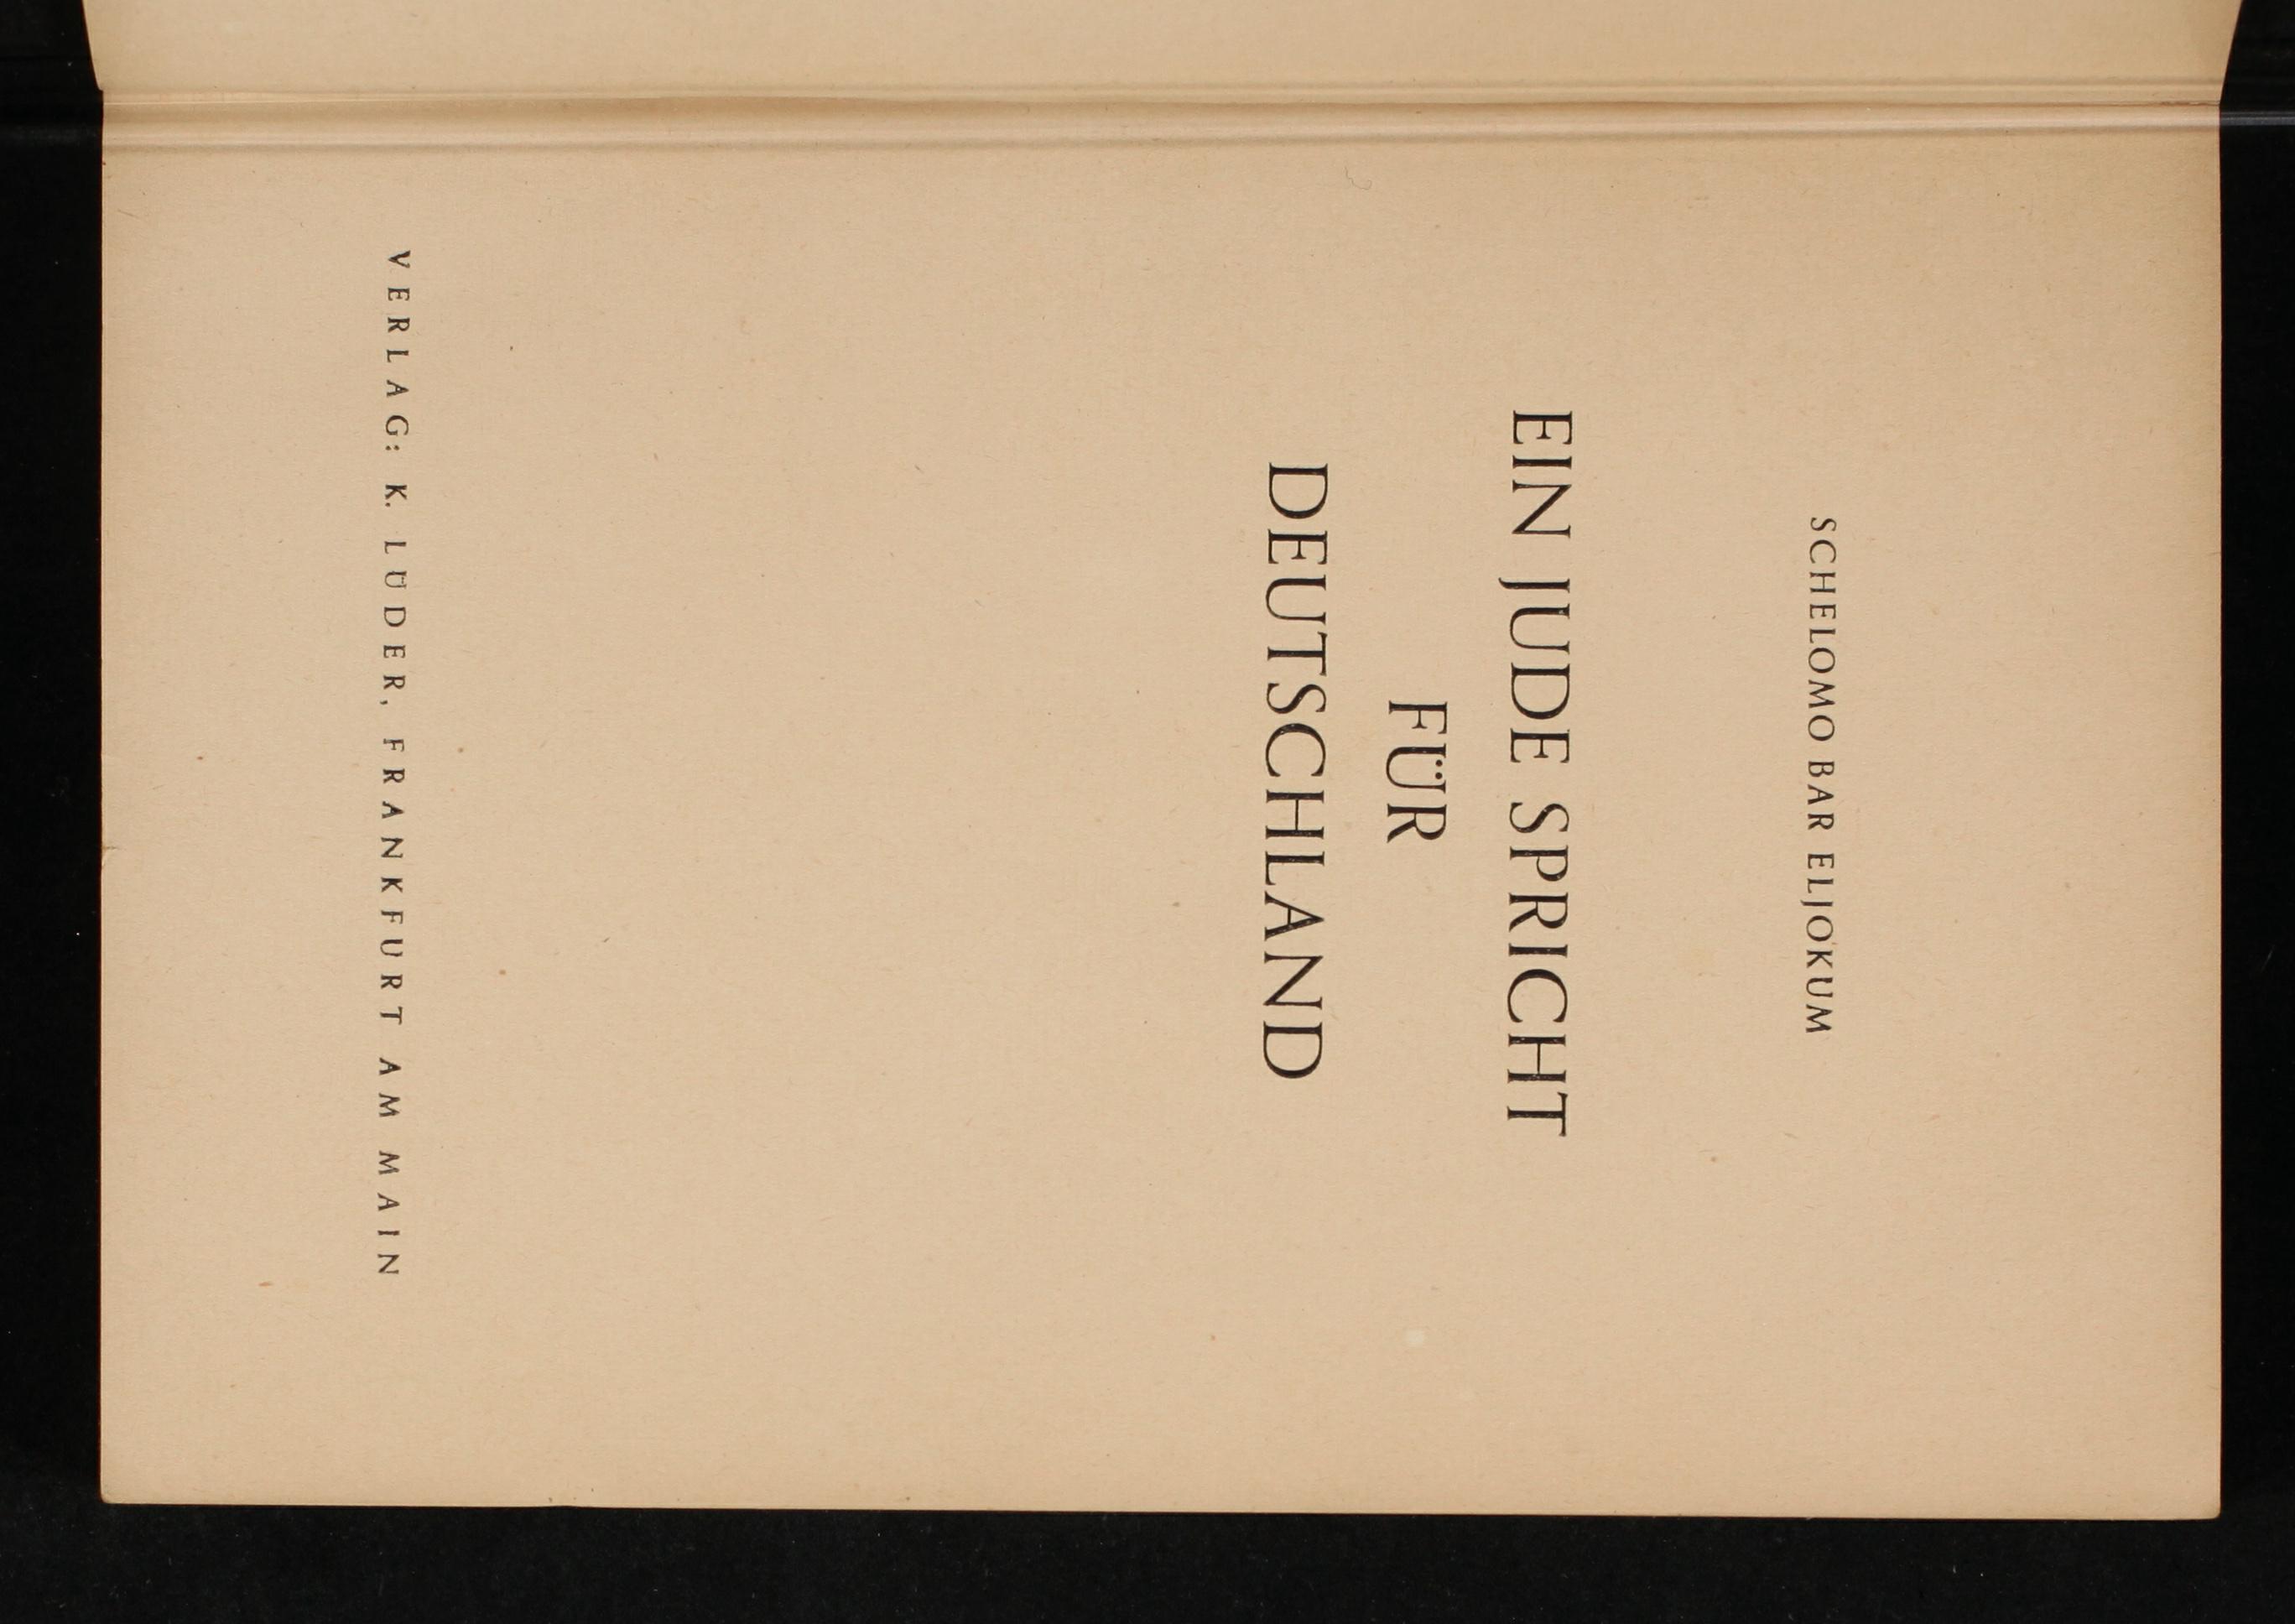 SCHELOMO BAR ELJOKUM
EIN JUDE SPRICHT
FÜR
DEUTSCHLAND
VERLAG: K. LÜDER, FRANKFURT AM MAIN